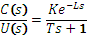 C(s)/U(s) = Ke^{-Ls}/(Ts + 1)